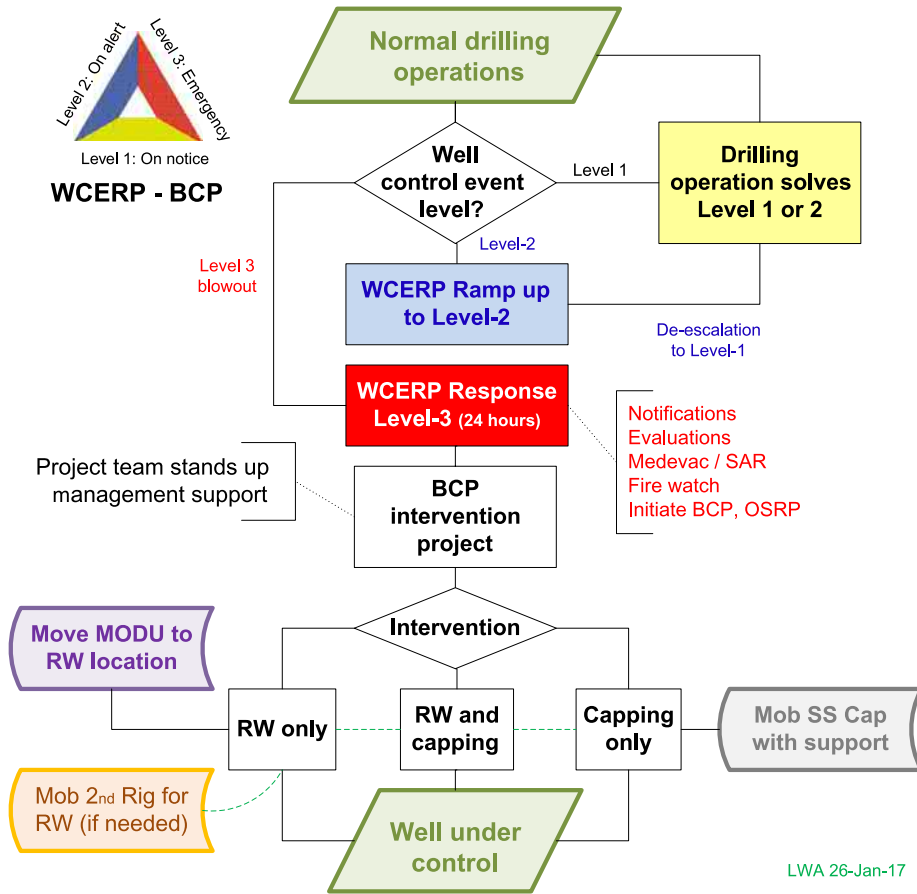 Level 2: On alert
Level 3: Emergency
Level 1: On notice
WCERP - BCP
Normal drilling
operations
Well
control event
level?
Level 1
Drilling
operation solves
Level 1 or 2
Level-2
Level 3
blowout
WCERP Ramp up
to Level-2
De-escalation
to Level-1
WCERP Response
Level-3 (24 hours)
Notifications
Evaluations
Medevac / SAR
Fire watch
Initiate BCP, OSRP
Project team stands up
management support
BCP
intervention
project
Intervention
Move MODU to
RW location
RW only
RW and
capping
Capping
only
Mob SS Cap
with support
Mob 2nd Rig for
RW (if needed)
Well under
control
LWA 26-Jan-17